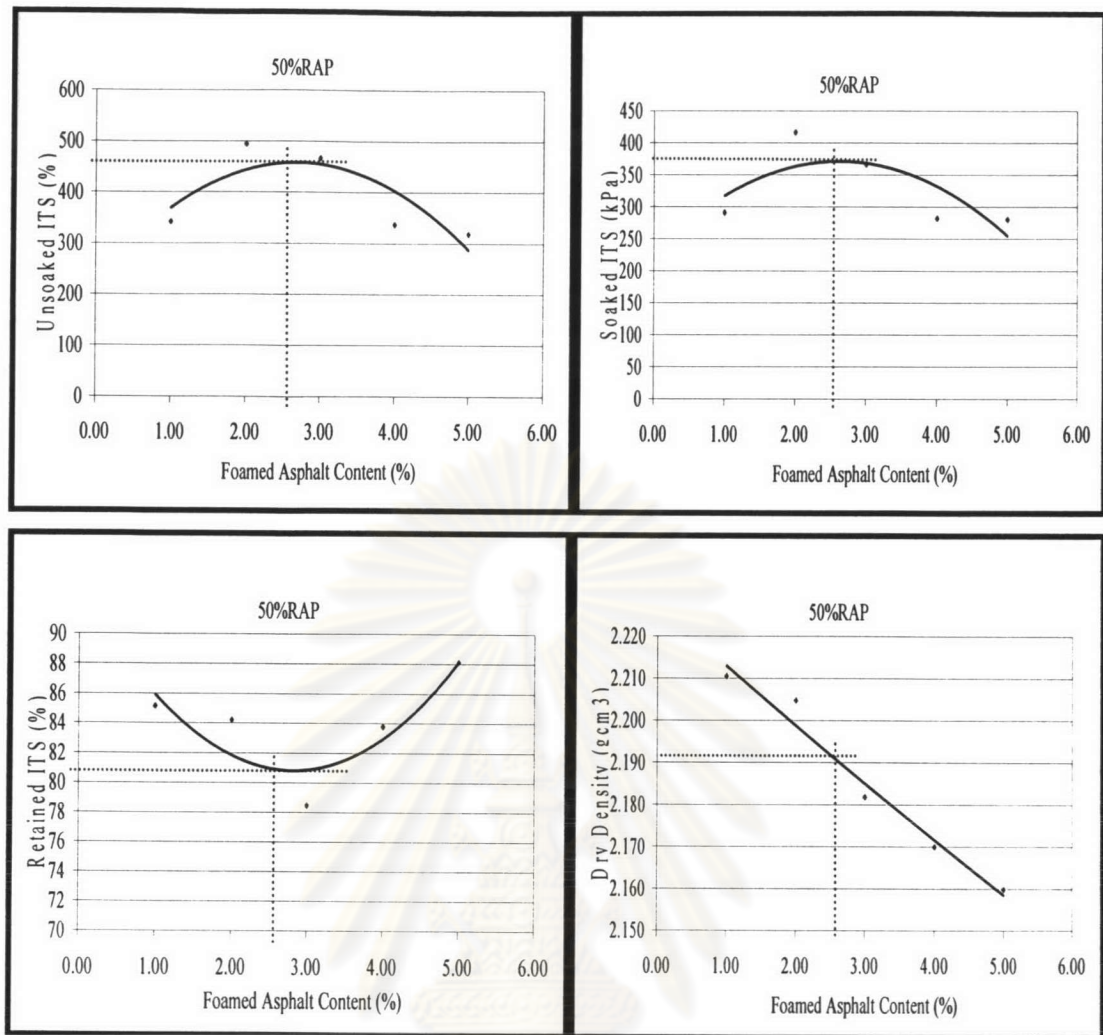 50%RAP
Unsoaked ITS (%)
600
500
400
300
200
100
0
0.00 1.00 2.00 3.00 4.00 5.00 6.00
Foamed Asphalt Content (%)
50%RAP
Soaked ITS (kPa)
450
400
350
300
250
200
150
100
50
0
0.00 1.00 2.00 3.00 4.00 5.00 6.00
Foamed Asphalt Content (%)
50%RAP
Retained ITS (%)
90
88
86
84
82
80
78
76
74
72
70
0.00 1.00 2.00 3.00 4.00 5.00 6.00
Foamed Asphalt Content (%)
50%RAP
Dry Density (gcm3)
2.220
2.210
2.200
2.190
2.180
2.170
2.160
2.150
0.00 1.00 2.00 3.00 4.00 5.00 6.00
Foamed Asphalt Content (%)